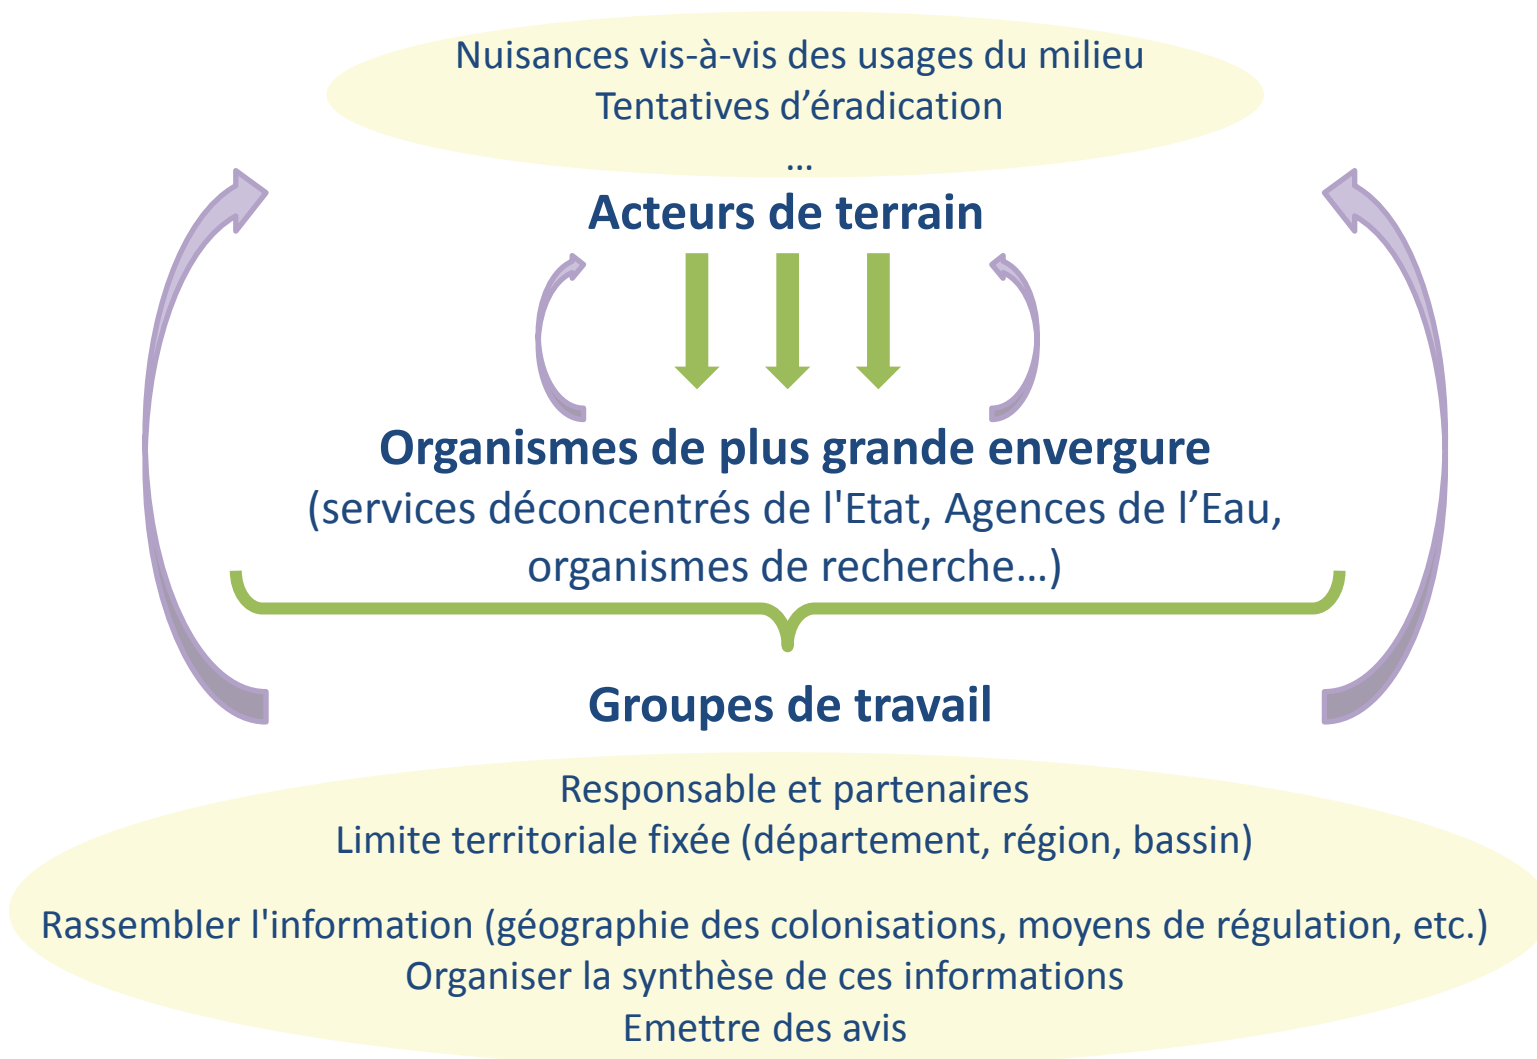 Nuisances vis-à-vis des usages du milieu
Tentatives d’éradication
...
Acteurs de terrain
Organismes de plus grande envergure
(services déconcentrés de l'Etat, Agences de l’Eau,
organismes de recherche...)
Groupes de travail
Responsable et partenaires
Limite territoriale fixée (département, région, bassin)
Rassembler l'information (géographie des colonisations, moyens de régulation, etc.)
Organiser la synthèse de ces informations
Emettre des avis